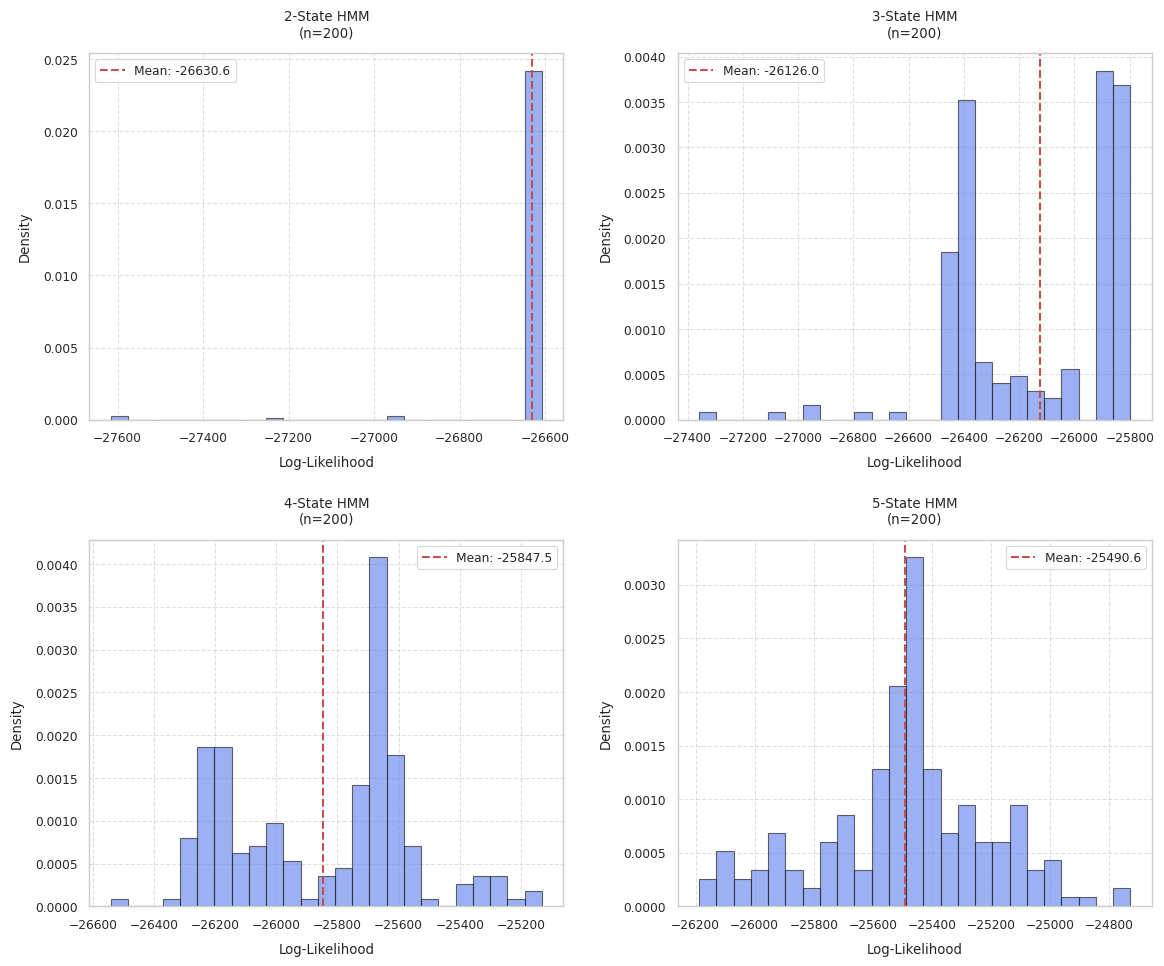 2-State HMM
(n=200)
Mean: -26630.6
0.025
0.020
0.015
0.010
0.005
0.000
Density
−27600 −27400 −27200 −27000 −26800 −26600
Log-Likelihood
3-State HMM
(n=200)
Mean: -26126.0
0.0040
0.0035
0.0030
0.0025
0.0020
0.0015
0.0010
0.0005
0.0000
Density
−27400 −27200 −27000 −26800 −26600 −26400 −26200 −26000 −25800
Log-Likelihood
4-State HMM
(n=200)
Mean: -25847.5
0.0040
0.0035
0.0030
0.0025
0.0020
0.0015
0.0010
0.0005
0.0000
Density
−26600 −26400 −26200 −26000 −25800 −25600 −25400 −25200
Log-Likelihood
5-State HMM
(n=200)
Mean: -25490.6
0.0030
0.0025
0.0020
0.0015
0.0010
0.0005
0.0000
Density
−26200 −26000 −25800 −25600 −25400 −25200 −25000 −24800
Log-Likelihood